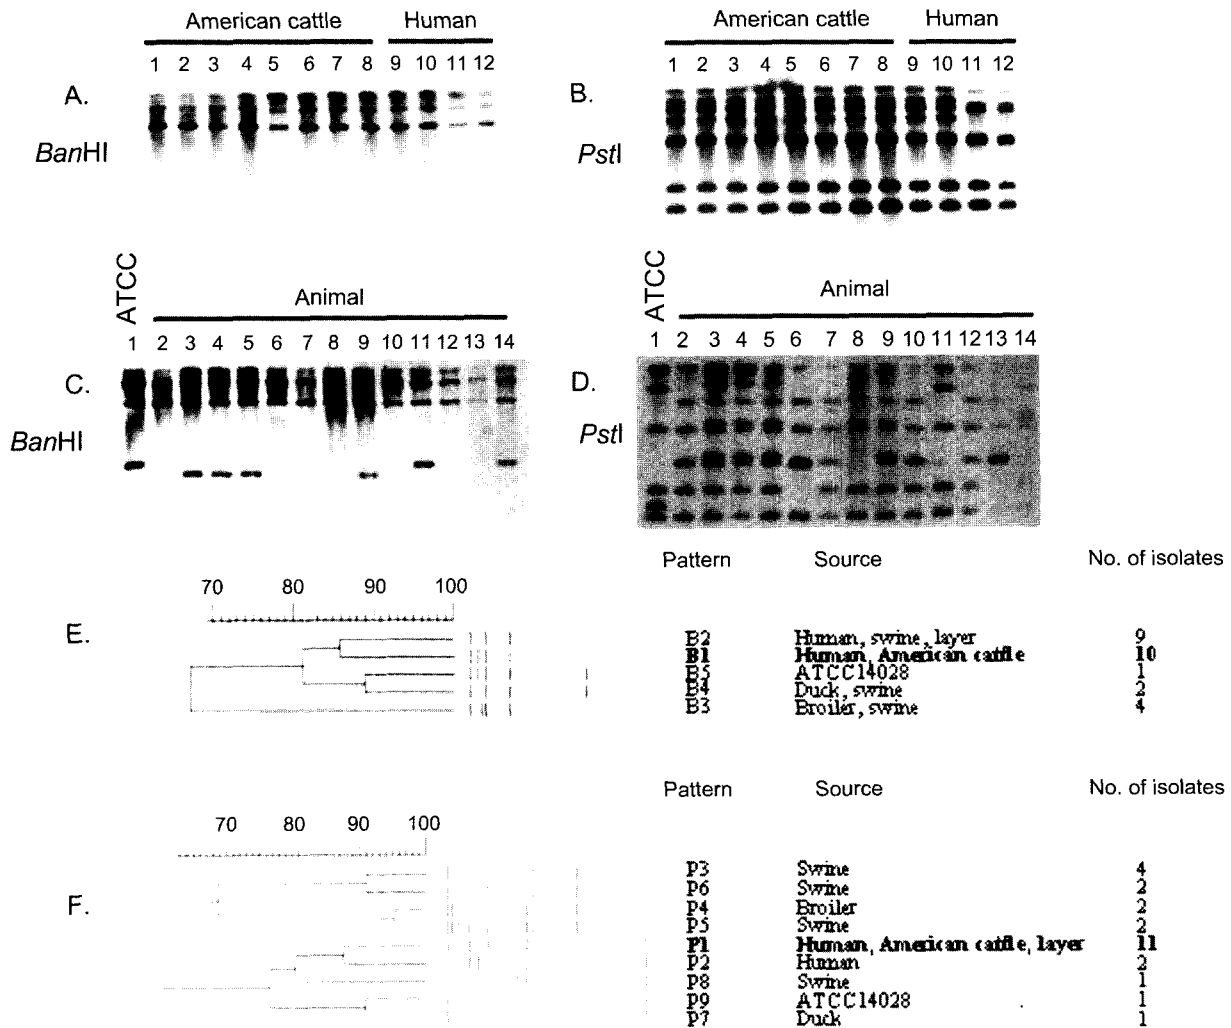 American cattle Human
1 2 3 4 5 6 7 8 9 10 11 12
A.
BanHI
American cattle Human
1 2 3 4 5 6 7 8 9 10 11 12
B.
PstI
ATCC Animal
1 2 3 4 5 6 7 8 9 10 11 12 13 14
C.
BanHI
ATCC Animal
1 2 3 4 5 6 7 8 9 10 11 12 13 14
D.
PstI
Pattern Source No. of isolates
70 80 90 100
E.
B2 Human, swine, layer 9
B1 Human, American cattle 10
B5 ATCC14028 1
B4 Duck, swine 2
B3 Broiler, swine 4
Pattern Source No. of isolates
70 80 90 100
F.
P3 Swine 4
P6 Swine 2
P4 Broiler 2
P5 Swine 2
P1 Human, American cattle, layer 11
P2 Human 2
P8 Swine 1
P9 ATCC14028 1
P7 Duck 1